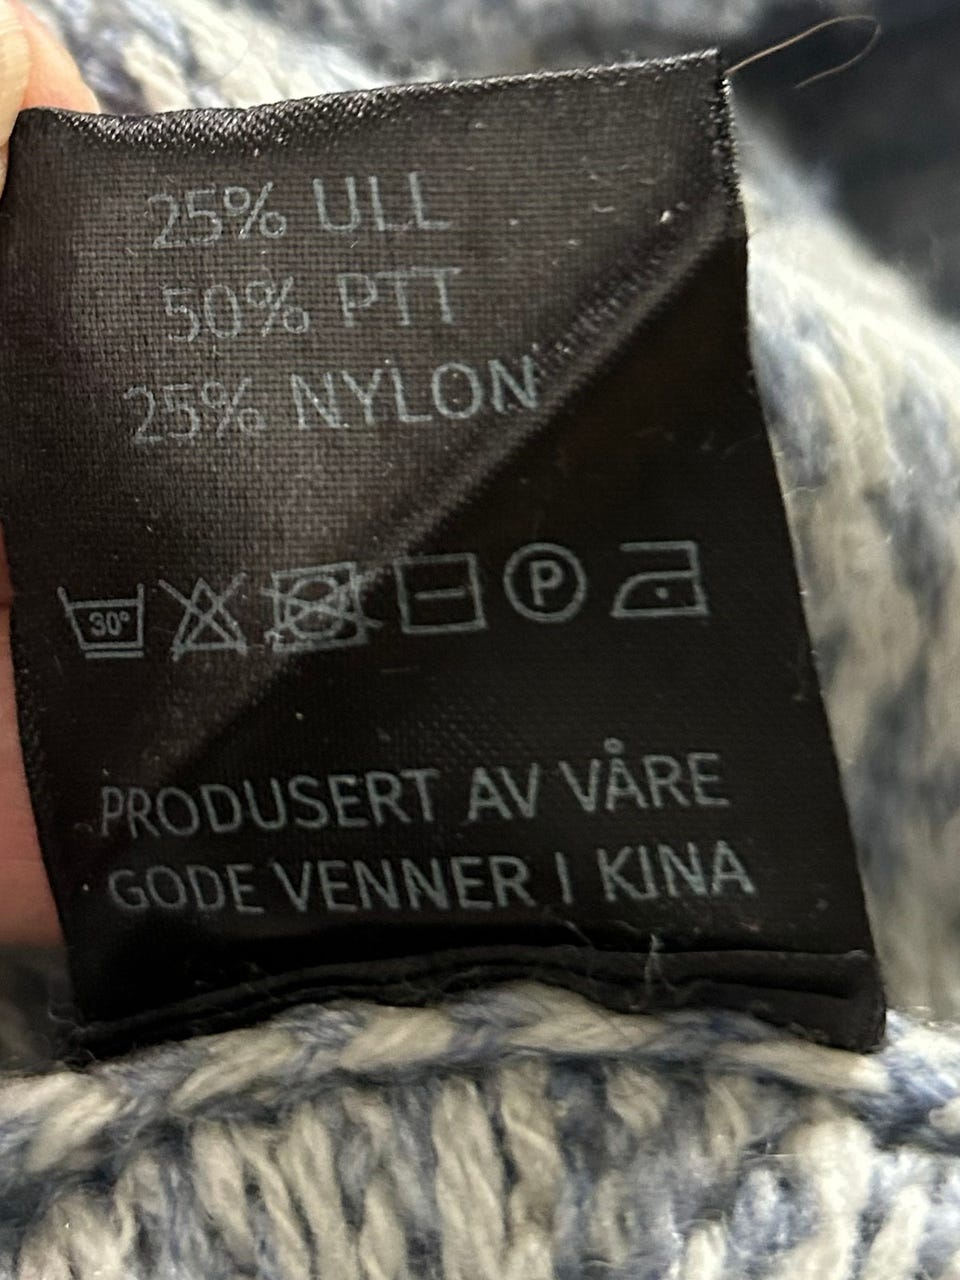 25% ULL
50% PTT
25% NYLON
30°
P
PRODUSERT AV VÅRE
GODE VENNER I KINA